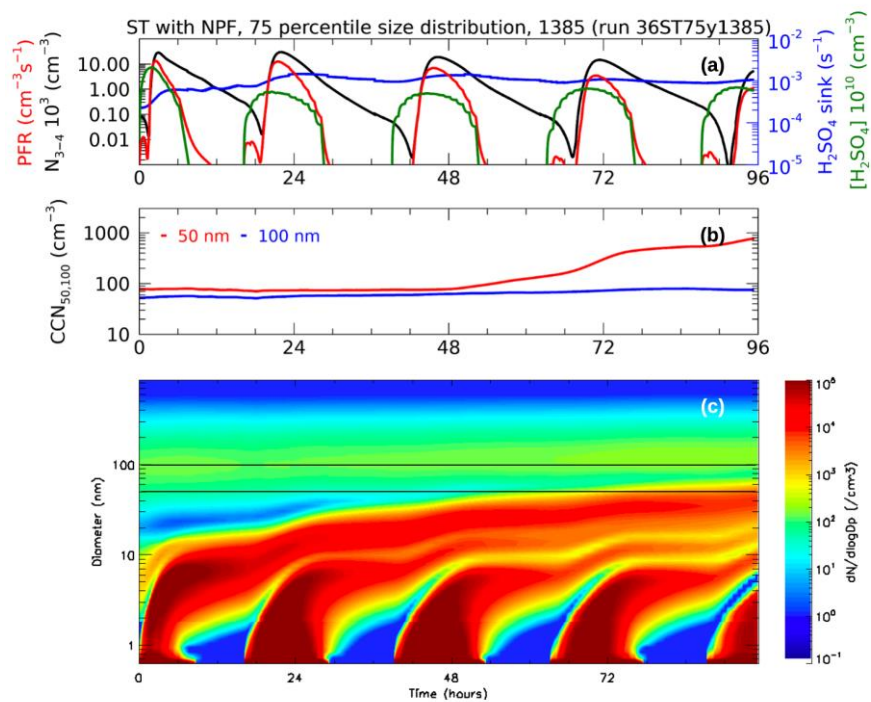 ST with NPF, 75 percentile size distribution, 1385 (run 36ST75y1385)
PFR (cm⁻³s⁻¹)
N₃₋₄ 10³ (cm⁻³)
10.00
1.00
0.10
0.01
(a)
10⁻²
10⁻³
10⁻⁴
10⁻⁵
H₂SO₄ sink (s⁻¹)
[H₂SO₄] 10¹⁰ (cm⁻³)
0 24 48 72 96
CCN₅₀,₁₀₀ (cm⁻³)
1000
100
10
50 nm 100 nm
(b)
0 24 48 72 96
Diameter (nm)
100
10
1
(c)
0 24 48 72
Time (hours)
10⁴
10³
10²
10¹
10⁰
10⁻¹
dN/dlogDp (/cm3)